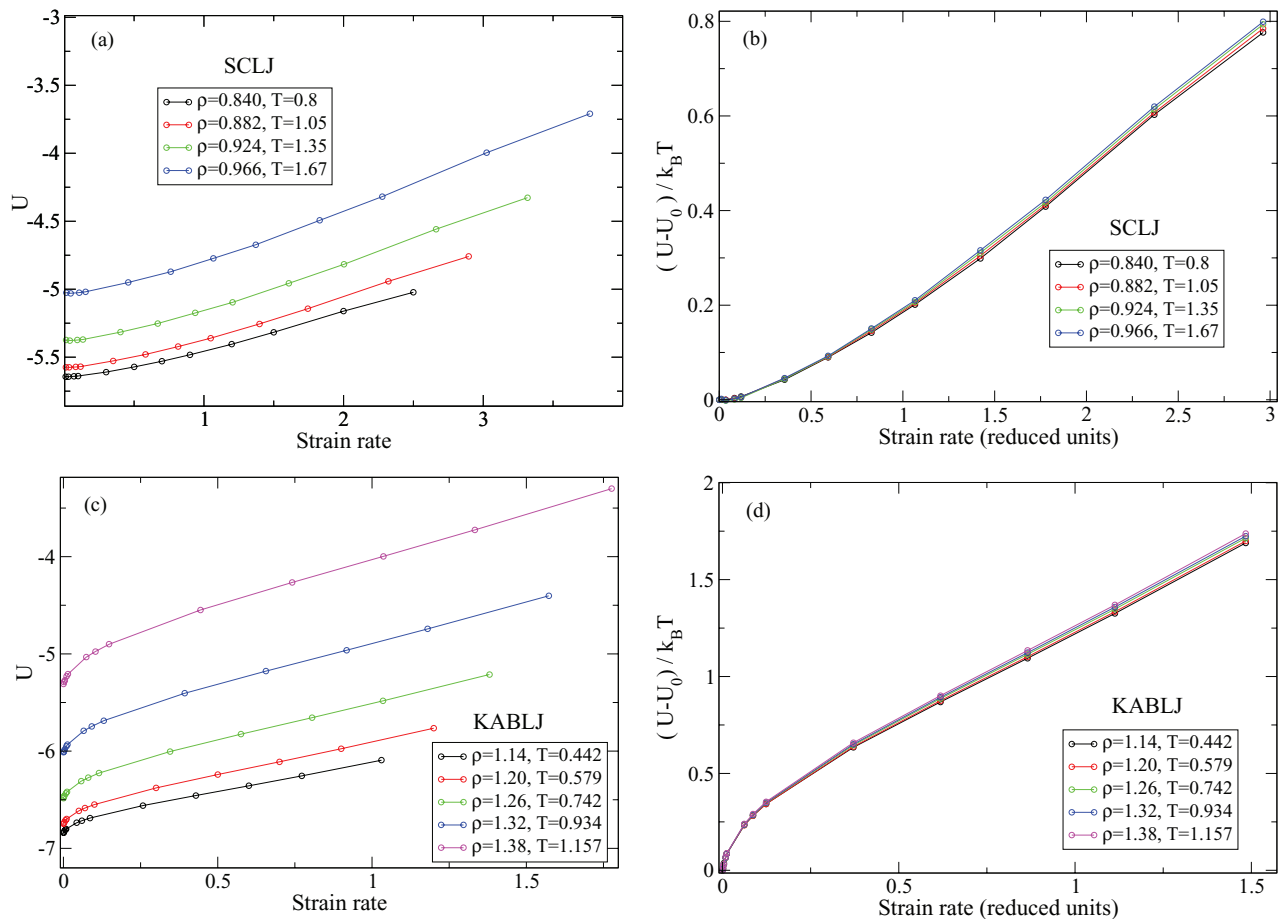 (a)
SCLJ
ρ=0.840, T=0.8
ρ=0.882, T=1.05
ρ=0.924, T=1.35
ρ=0.966, T=1.67
-3
-3.5
-4
-4.5
-5
-5.5
U
1
2
3
Strain rate
(b)
SCLJ
ρ=0.840, T=0.8
ρ=0.882, T=1.05
ρ=0.924, T=1.35
ρ=0.966, T=1.67
0.8
0.6
0.4
0.2
0
(U-U₀) / k_BT
0
0.5
1
1.5
2
2.5
3
Strain rate (reduced units)
(c)
KABLJ
ρ=1.14, T=0.442
ρ=1.20, T=0.579
ρ=1.26, T=0.742
ρ=1.32, T=0.934
ρ=1.38, T=1.157
-4
-5
-6
-7
U
0
0.5
1
1.5
Strain rate
(d)
KABLJ
ρ=1.14, T=0.442
ρ=1.20, T=0.579
ρ=1.26, T=0.742
ρ=1.32, T=0.934
ρ=1.38, T=1.157
2
1.5
1
0.5
0
(U-U₀) / k_BT
0
0.5
1
1.5
Strain rate (reduced units)